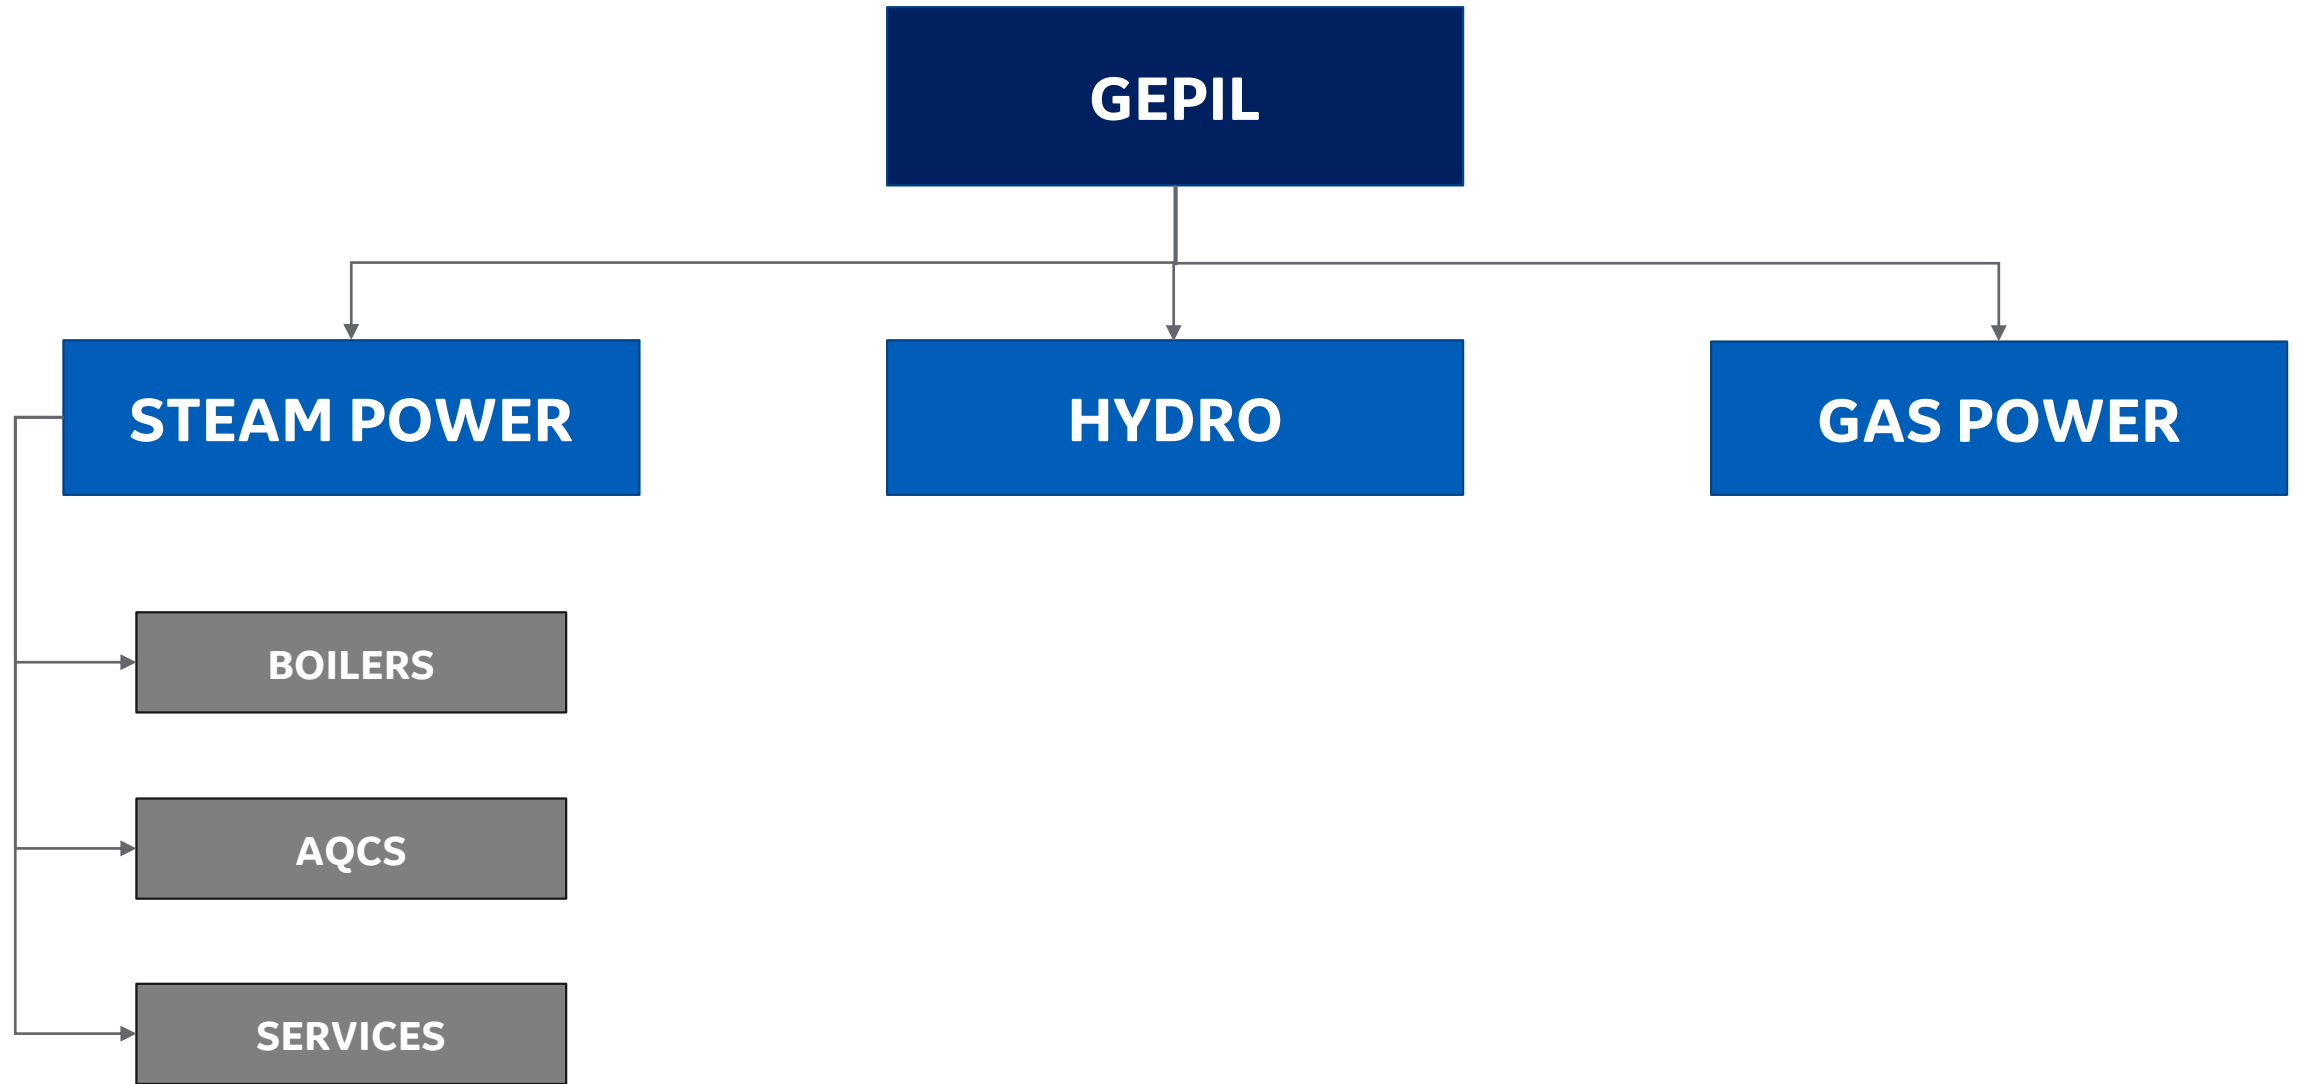 GEPIL
STEAM POWER
HYDRO
GAS POWER
BOILERS
AQCS
SERVICES